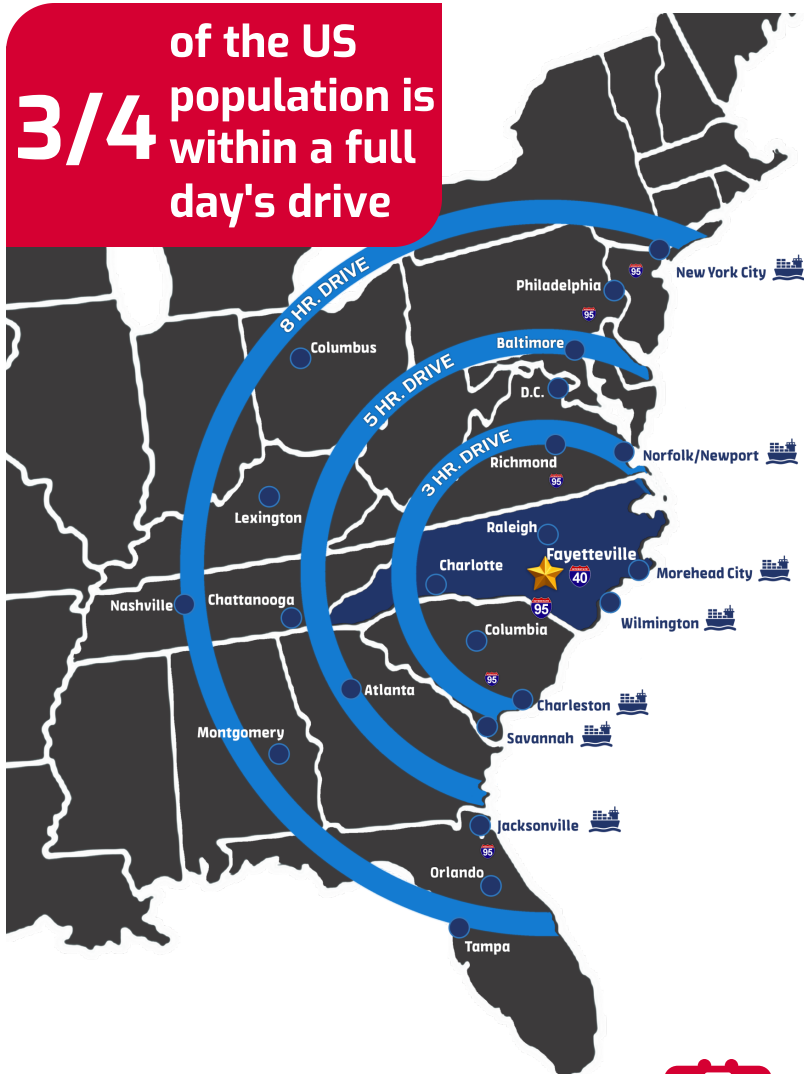 3/4
of the US
population is
within a full
day's drive
8 HR. DRIVE
5 HR. DRIVE
3 HR. DRIVE
New York City
95
Philadelphia
95
Columbus
Baltimore
D.C.
Norfolk/Newport
Richmond
95
Lexington
Raleigh
Fayetteville
Charlotte
40
Morehead City
95
Nashville
Chattanooga
Wilmington
Columbia
95
Atlanta
Charleston
Montgomery
Savannah
Jacksonville
95
Orlando
Tampa